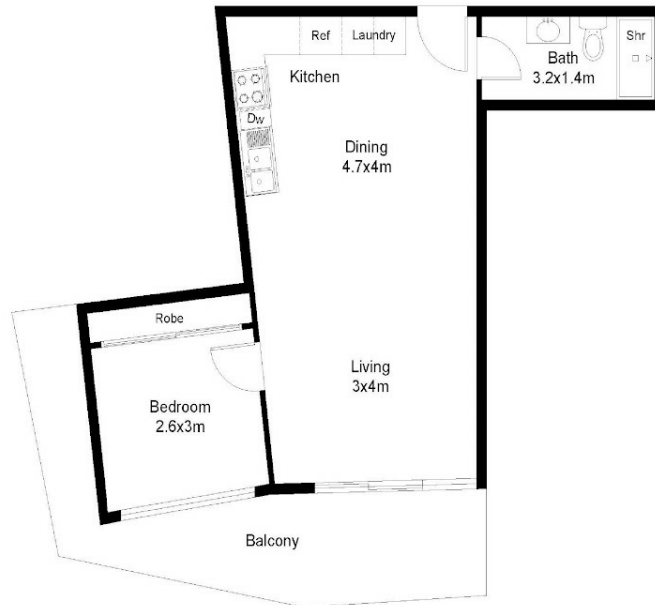 Ref
Laundry
Shr
Kitchen
Bath
3.2x1.4m
Dw
Dining
4.7x4m
Robe
Living
3x4m
Bedroom
2.6x3m
Balcony